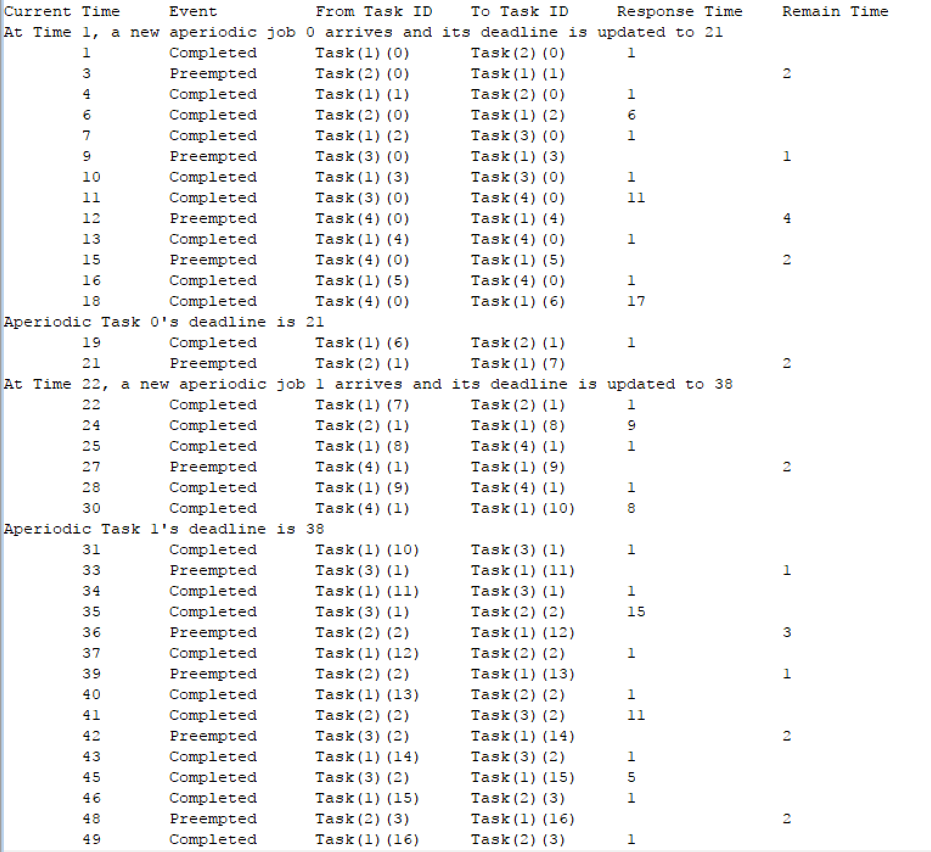 Current Time Event From Task ID To Task ID Response Time Remain Time
At Time 1, a new aperiodic job 0 arrives and its deadline is updated to 21
1 Completed Task(1)(0) Task(2)(0) 1
3 Preempted Task(2)(0) Task(1)(1) 2
4 Completed Task(1)(1) Task(2)(0) 1
6 Completed Task(2)(0) Task(1)(2) 6
7 Completed Task(1)(2) Task(3)(0) 1
9 Preempted Task(3)(0) Task(1)(3) 1
10 Completed Task(1)(3) Task(3)(0) 1
11 Completed Task(3)(0) Task(4)(0) 11
12 Preempted Task(4)(0) Task(1)(4) 4
13 Completed Task(1)(4) Task(4)(0) 1
15 Preempted Task(4)(0) Task(1)(5) 2
16 Completed Task(1)(5) Task(4)(0) 1
18 Completed Task(4)(0) Task(1)(6) 17
Aperiodic Task 0's deadline is 21
19 Completed Task(1)(6) Task(2)(1) 1
21 Preempted Task(2)(1) Task(1)(7) 2
At Time 22, a new aperiodic job 1 arrives and its deadline is updated to 38
22 Completed Task(1)(7) Task(2)(1) 1
24 Completed Task(2)(1) Task(1)(8) 9
25 Completed Task(1)(8) Task(4)(1) 1
27 Preempted Task(4)(1) Task(1)(9) 2
28 Completed Task(1)(9) Task(4)(1) 1
30 Completed Task(4)(1) Task(1)(10) 8
Aperiodic Task 1's deadline is 38
31 Completed Task(1)(10) Task(3)(1) 1
33 Preempted Task(3)(1) Task(1)(11) 1
34 Completed Task(1)(11) Task(3)(1) 1
35 Completed Task(3)(1) Task(2)(2) 15
36 Preempted Task(2)(2) Task(1)(12) 3
37 Completed Task(1)(12) Task(2)(2) 1
39 Preempted Task(2)(2) Task(1)(13) 1
40 Completed Task(1)(13) Task(2)(2) 1
41 Completed Task(2)(2) Task(3)(2) 11
42 Preempted Task(3)(2) Task(1)(14) 2
43 Completed Task(1)(14) Task(3)(2) 1
45 Completed Task(3)(2) Task(1)(15) 5
46 Completed Task(1)(15) Task(2)(3) 1
48 Preempted Task(2)(3) Task(1)(16) 2
49 Completed Task(1)(16) Task(2)(3) 1